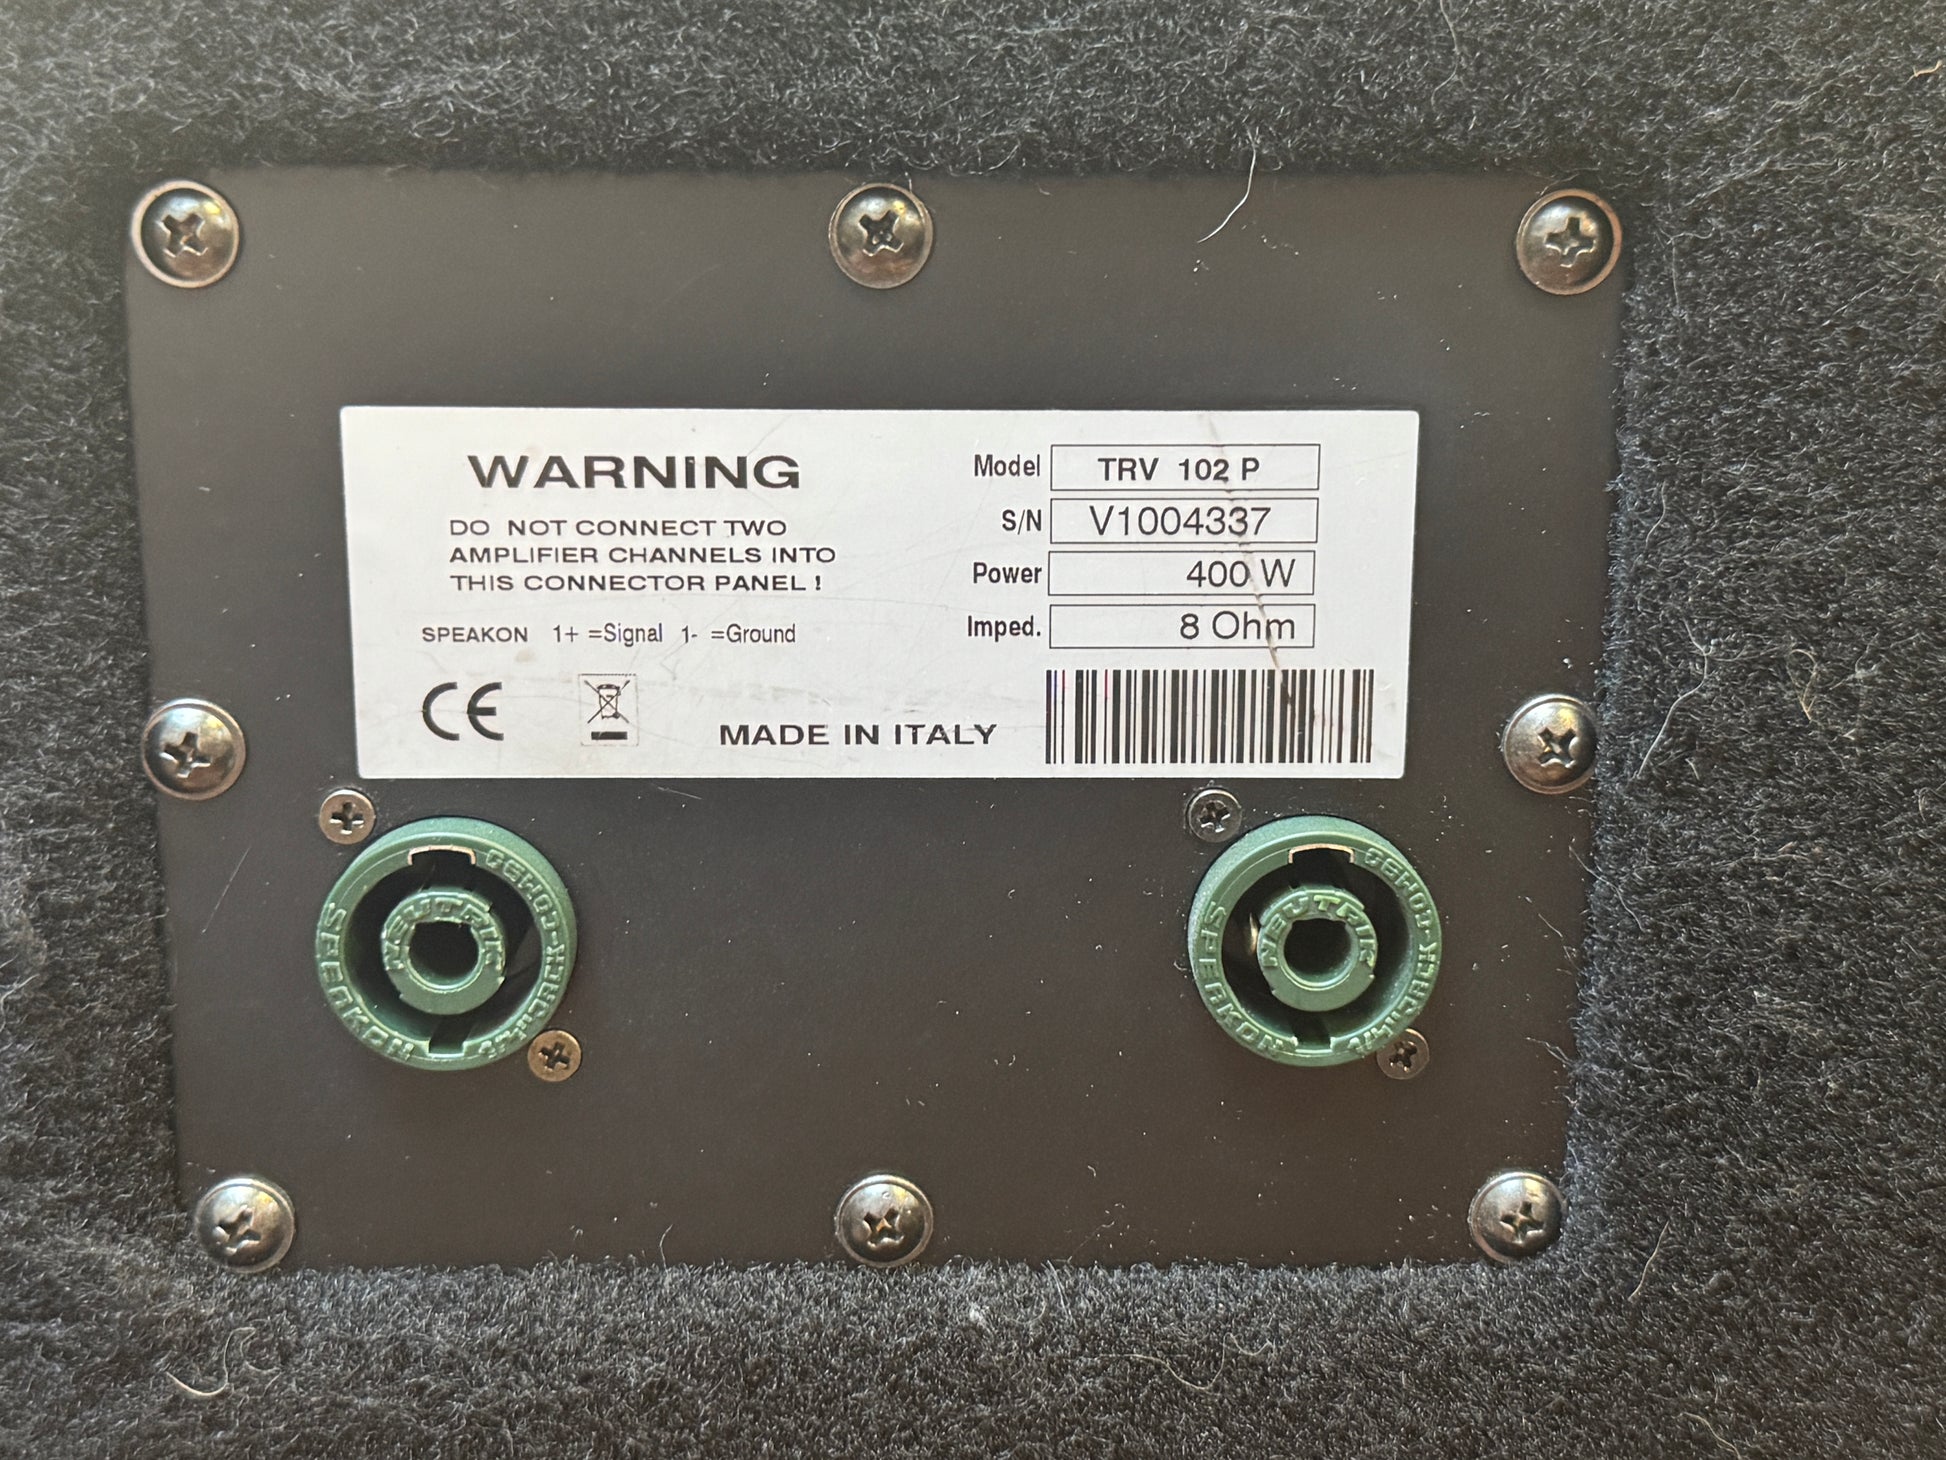 WARNING
DO NOT CONNECT TWO
AMPLIFIER CHANNELS INTO
THIS CONNECTOR PANEL !
SPEAKON 1+ =Signal 1- =Ground
CE
MADE IN ITALY
Model TRV 102 P
S/N V1004337
Power 400 W
Imped. 8 Ohm
NEUTRIK
SPEAKON
NEUTRIK
SPEAKON